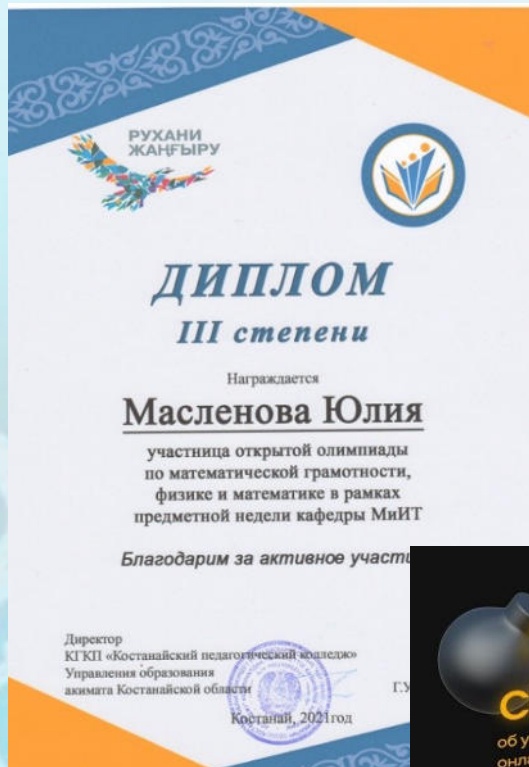 РУХАНИ
ЖАҢҒЫРУ
ДИПЛОМ
III степени
Награждается
Масленова Юлия
участница открытой олимпиады
по математической грамотности,
физике и математике в рамках
предметной недели кафедры МиИТ
Благодарим за активное
Директор
КГКП «Костанайский педагогический колледж»
Управления образования
акимата Костанайской области
Костанай, 2021год